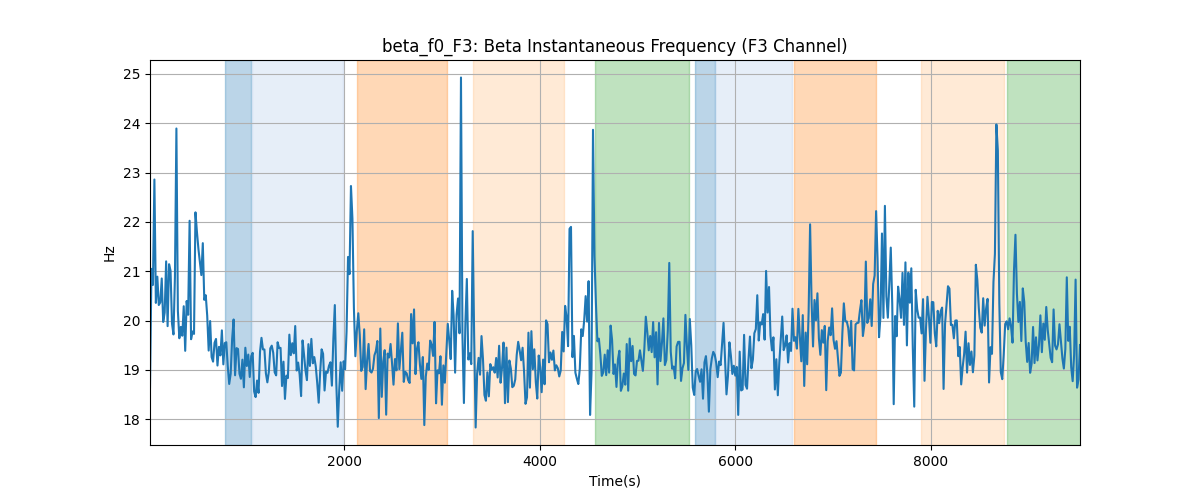 beta_f0_F3: Beta Instantaneous Frequency (F3 Channel)
25
24
23
22
21
20
19
18
Hz
2000 4000 6000 8000
Time(s)